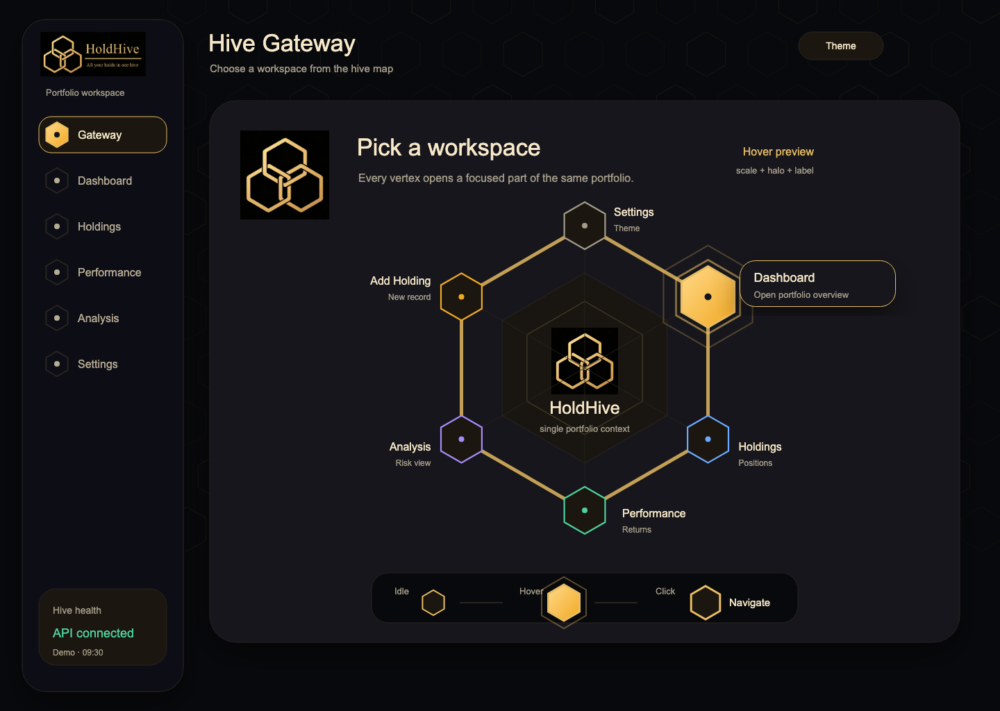 HoldHive
All your holds in one hive
Portfolio workspace
Gateway
Dashboard
Holdings
Performance
Analysis
Settings
Hive health
API connected
Demo · 09:30
Hive Gateway
Choose a workspace from the hive map
Theme
Pick a workspace
Every vertex opens a focused part of the same portfolio.
Hover preview
scale + halo + label
Settings
Theme
Add Holding
New record
Dashboard
Open portfolio overview
HoldHive
single portfolio context
Analysis
Risk view
Holdings
Positions
Performance
Returns
Idle
Hover
Click
Navigate